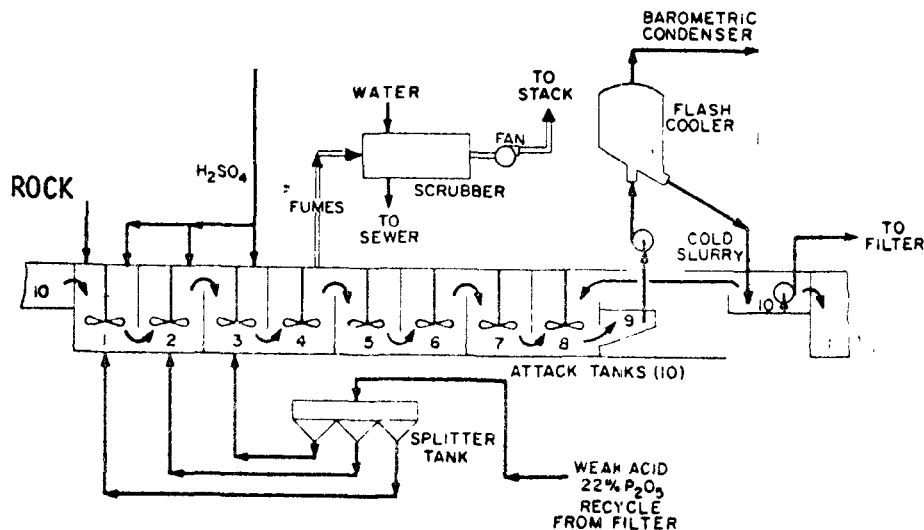 BAROMETRIC
CONDENSER
TO
STACK
WATER
FLASH
COOLER
FAN
H₂SO₄
SCRUBBER
ROCK
FUMES
TO
SEWER
COLD
SLURRY
TO
FILTER
10
10
9
1
2
3
4
5
6
7
8
ATTACK TANKS (10)
SPLITTER
TANK
WEAK ACID
22% P₂O₅
RECYCLE
FROM FILTER